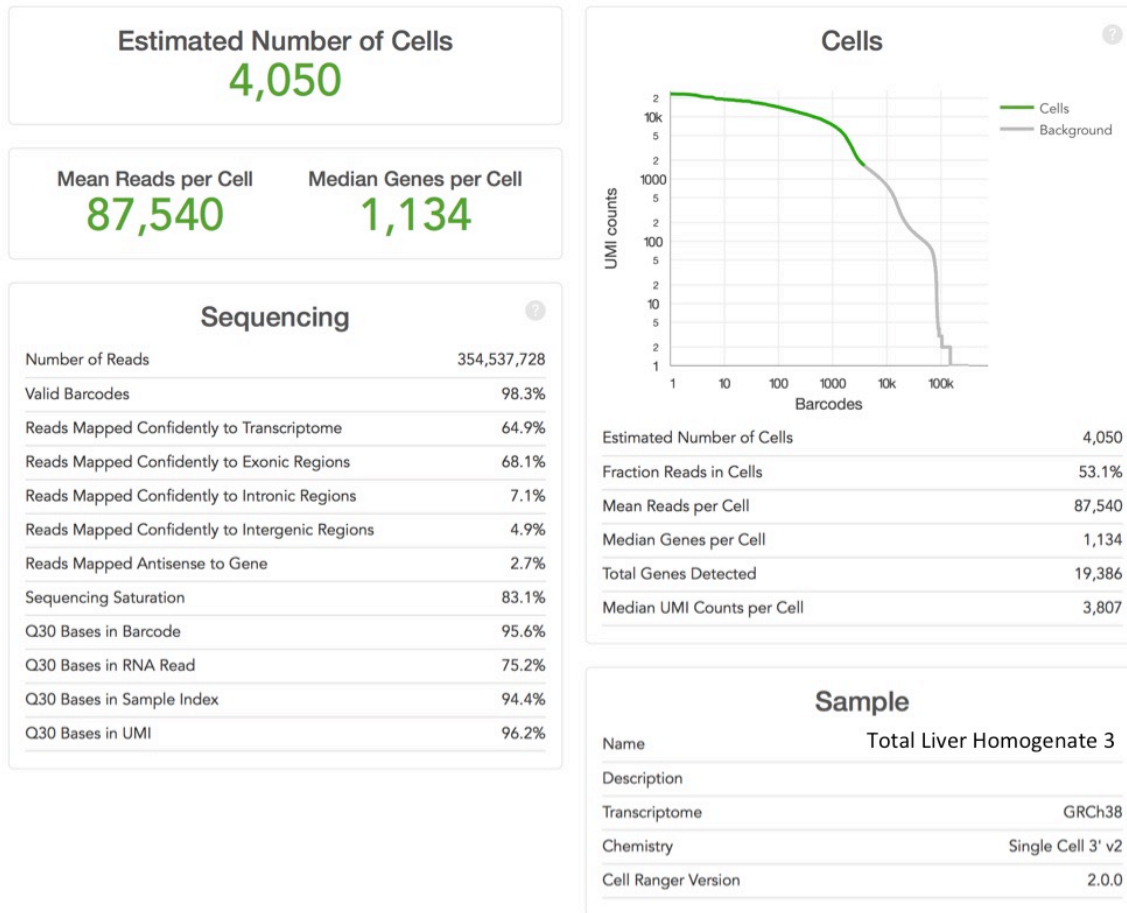 Estimated Number of Cells
4,050
Mean Reads per Cell Median Genes per Cell
87,540 1,134
Sequencing ?
Number of Reads 354,537,728
Valid Barcodes 98.3%
Reads Mapped Confidently to Transcriptome 64.9%
Reads Mapped Confidently to Exonic Regions 68.1%
Reads Mapped Confidently to Intronic Regions 7.1%
Reads Mapped Confidently to Intergenic Regions 4.9%
Reads Mapped Antisense to Gene 2.7%
Sequencing Saturation 83.1%
Q30 Bases in Barcode 95.6%
Q30 Bases in RNA Read 75.2%
Q30 Bases in Sample Index 94.4%
Q30 Bases in UMI 96.2%
Cells ?
2
10k
5
2
1000
5
2
100
5
2
10
5
2
1
UMI counts
1 10 100 1000 10k 100k
Barcodes
Cells
Background
Estimated Number of Cells 4,050
Fraction Reads in Cells 53.1%
Mean Reads per Cell 87,540
Median Genes per Cell 1,134
Total Genes Detected 19,386
Median UMI Counts per Cell 3,807
Sample
Name Total Liver Homogenate 3
Description
Transcriptome GRCh38
Chemistry Single Cell 3' v2
Cell Ranger Version 2.0.0